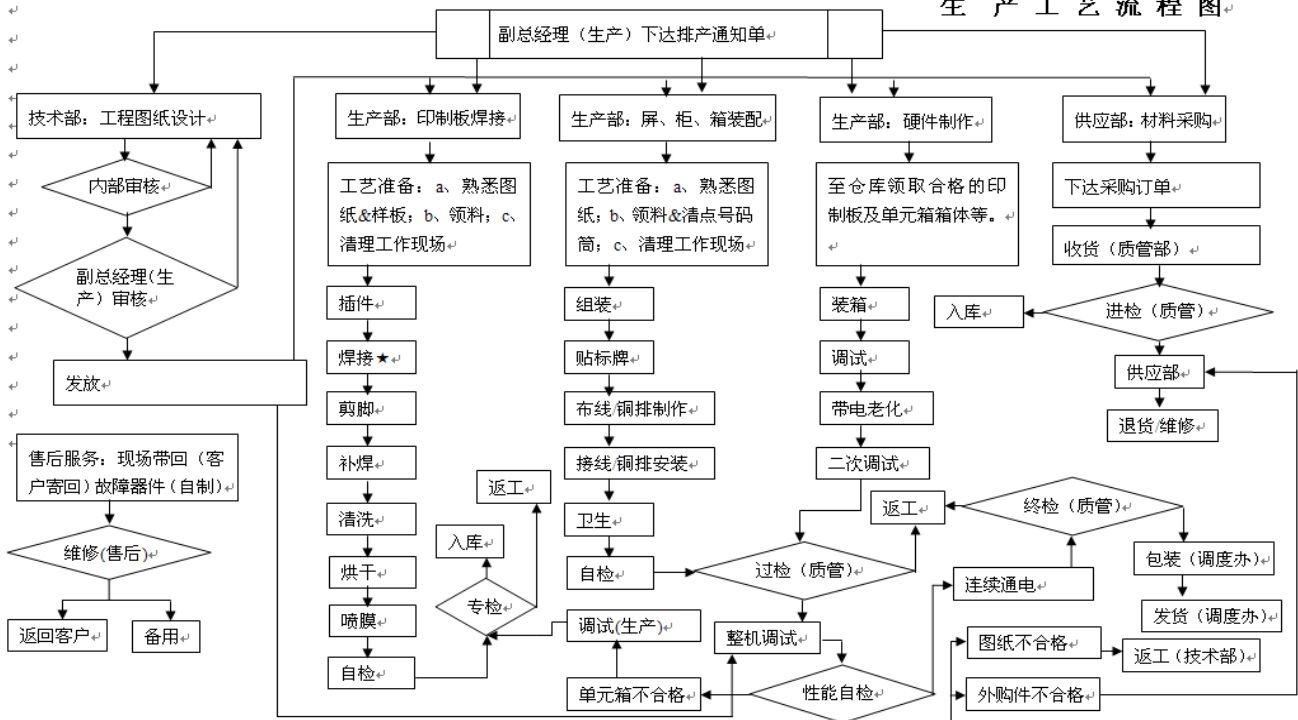 生产工艺流程图
副总经理（生产）下达排产通知单
技术部：工程图纸设计
内部审核
副总经理（生
产）审核
发放
售后服务：现场带回（客
户寄回）故障器件（自制）
维修(售后)
返回客户
备用
生产部：印制板焊接
工艺准备：a、熟悉图
纸&样板；b、领料；c、
清理工作现场
插件
焊接★
剪脚
补焊
清洗
烘干
喷膜
自检
返工
入库
专检
生产部：屏、柜、箱装配
工艺准备：a、熟悉图
纸；b、领料&清点号码
筒；c、清理工作现场
组装
贴标牌
布线/铜排制作
接线/铜排安装
卫生
自检
调试(生产)
单元箱不合格
生产部：硬件制作
至仓库领取合格的印
制板及单元箱箱体等。
装箱
调试
带电老化
二次调试
过检（质管）
返工
整机调试
性能自检
供应部：材料采购
下达采购订单
收货（质管部）
进检（质管）
入库
供应部
退货/维修
终检（质管）
连续通电
包装（调度办）
发货（调度办）
图纸不合格
返工（技术部）
外购件不合格